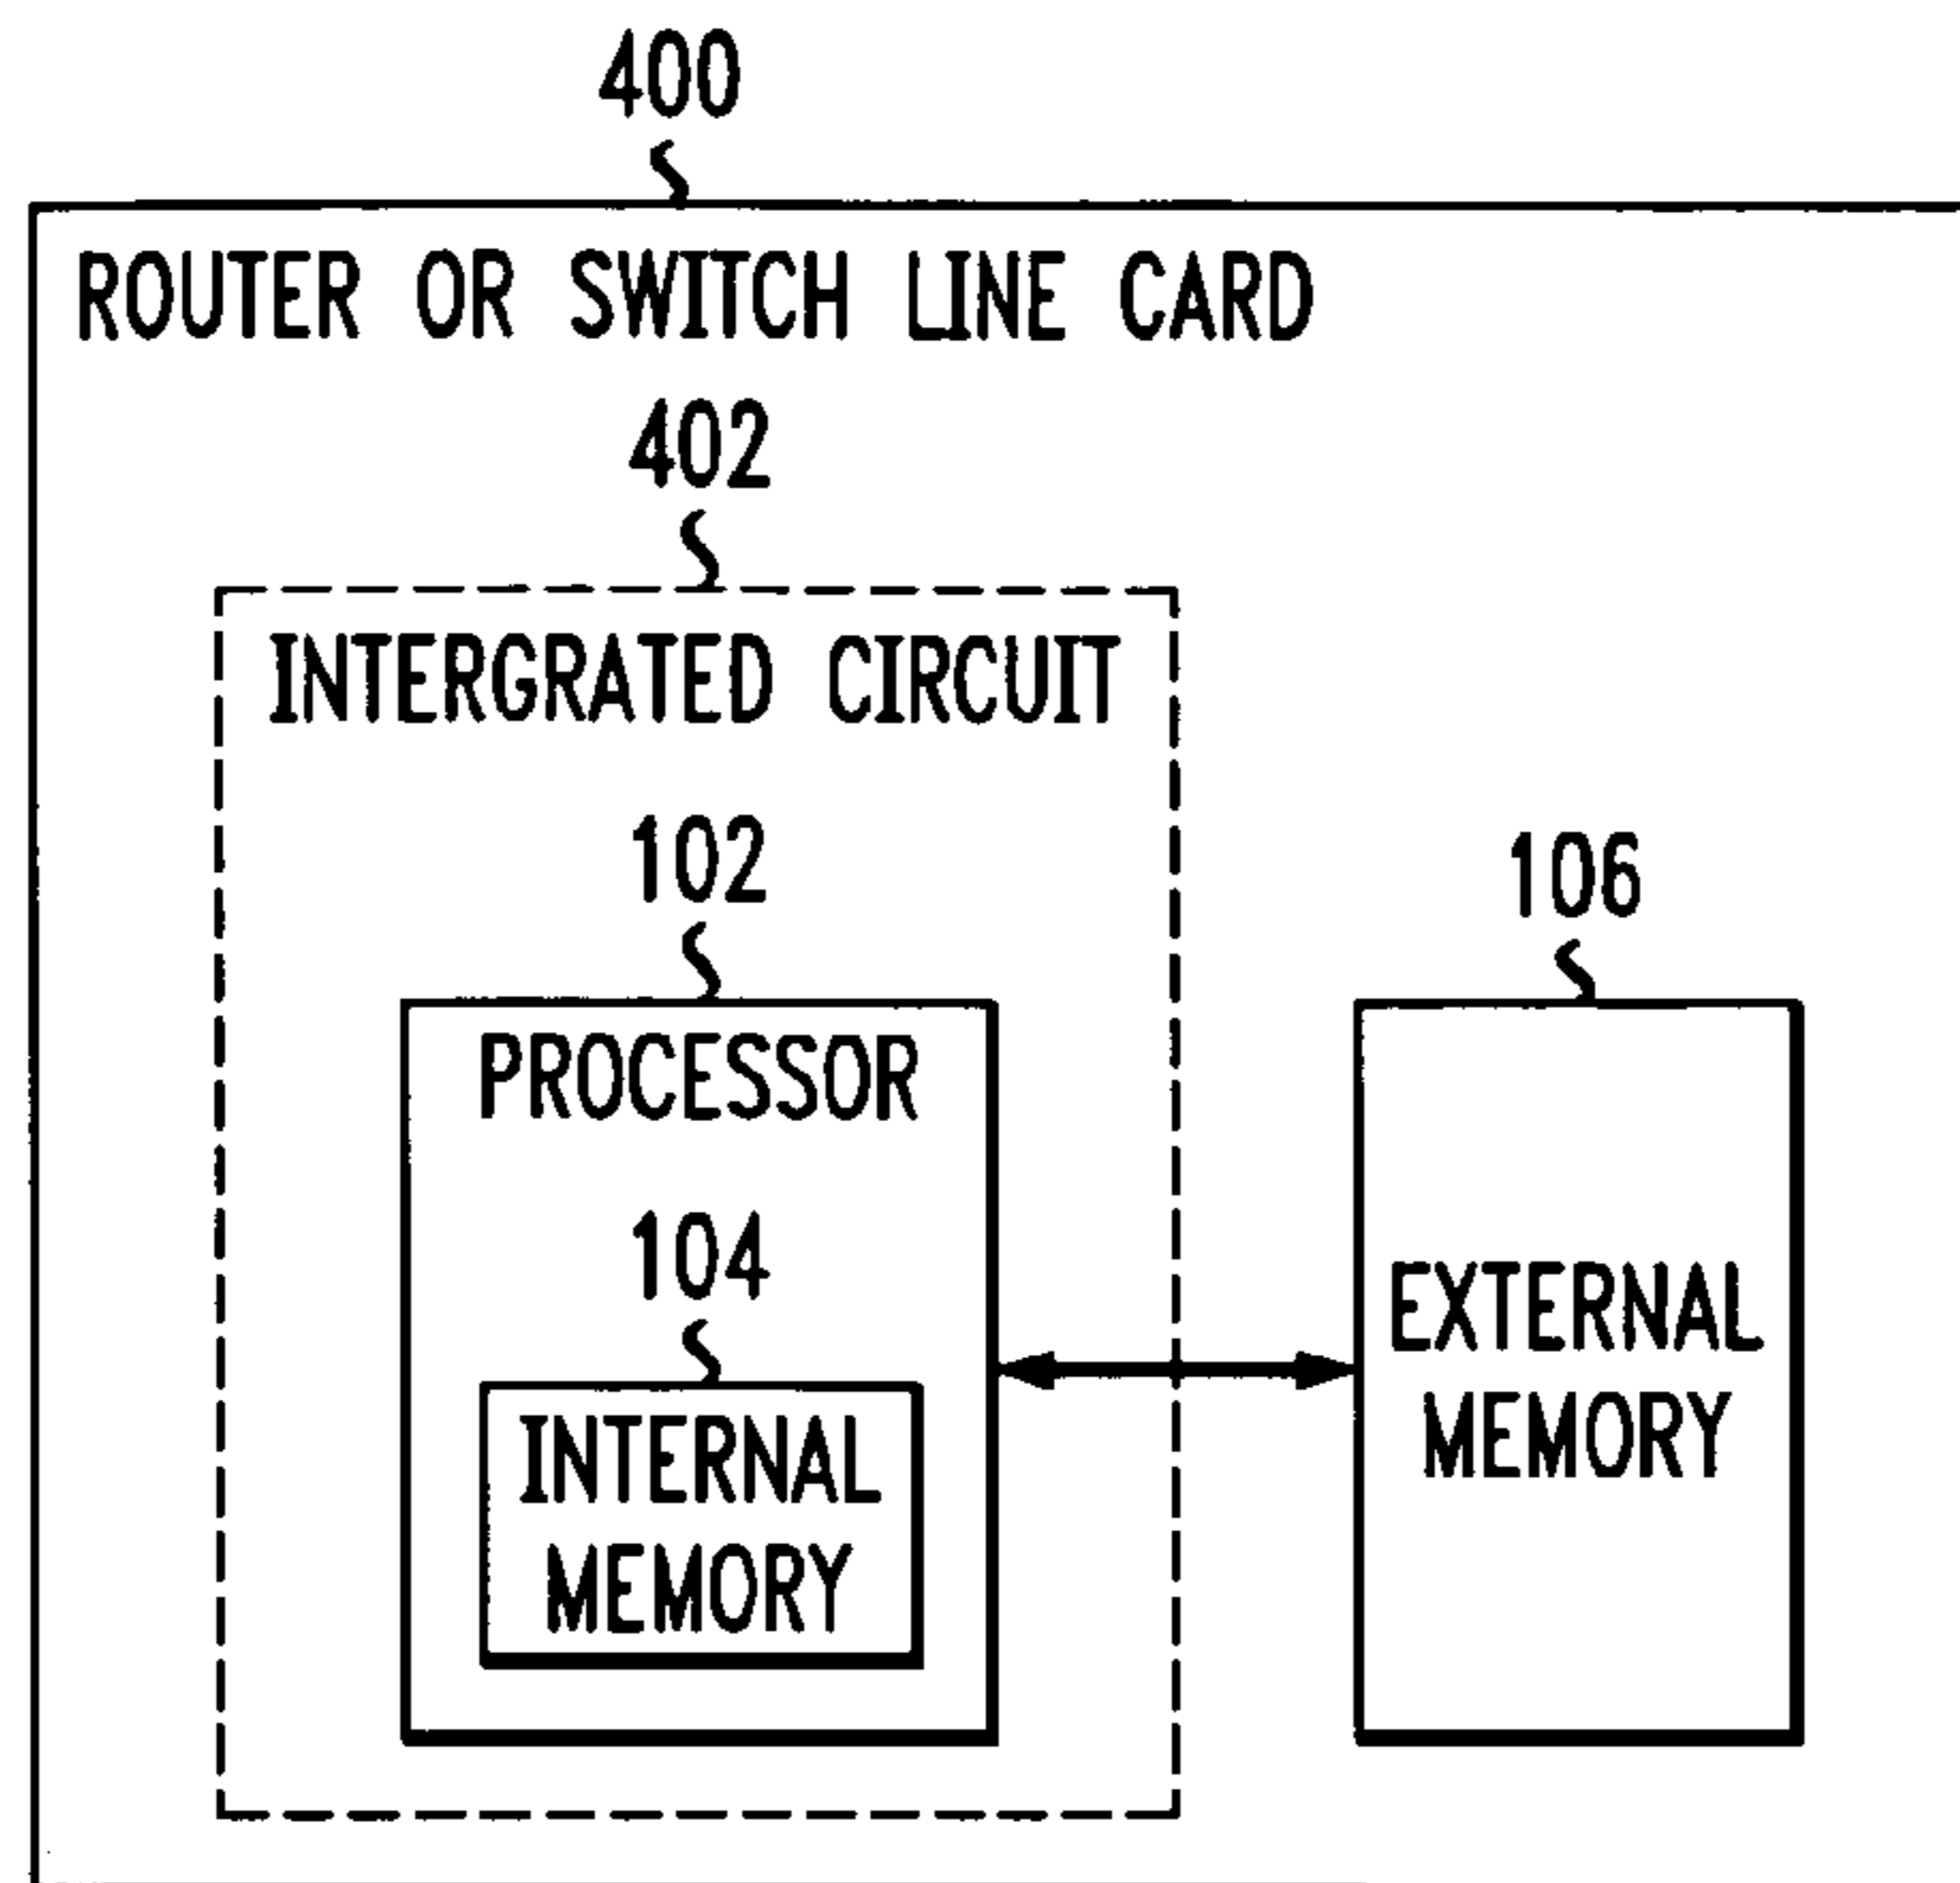 400
ROUTER OR SWITCH LINE CARD
402
INTERGRATED CIRCUIT
102
106
PROCESSOR
104
EXTERNAL
MEMORY
INTERNAL
MEMORY